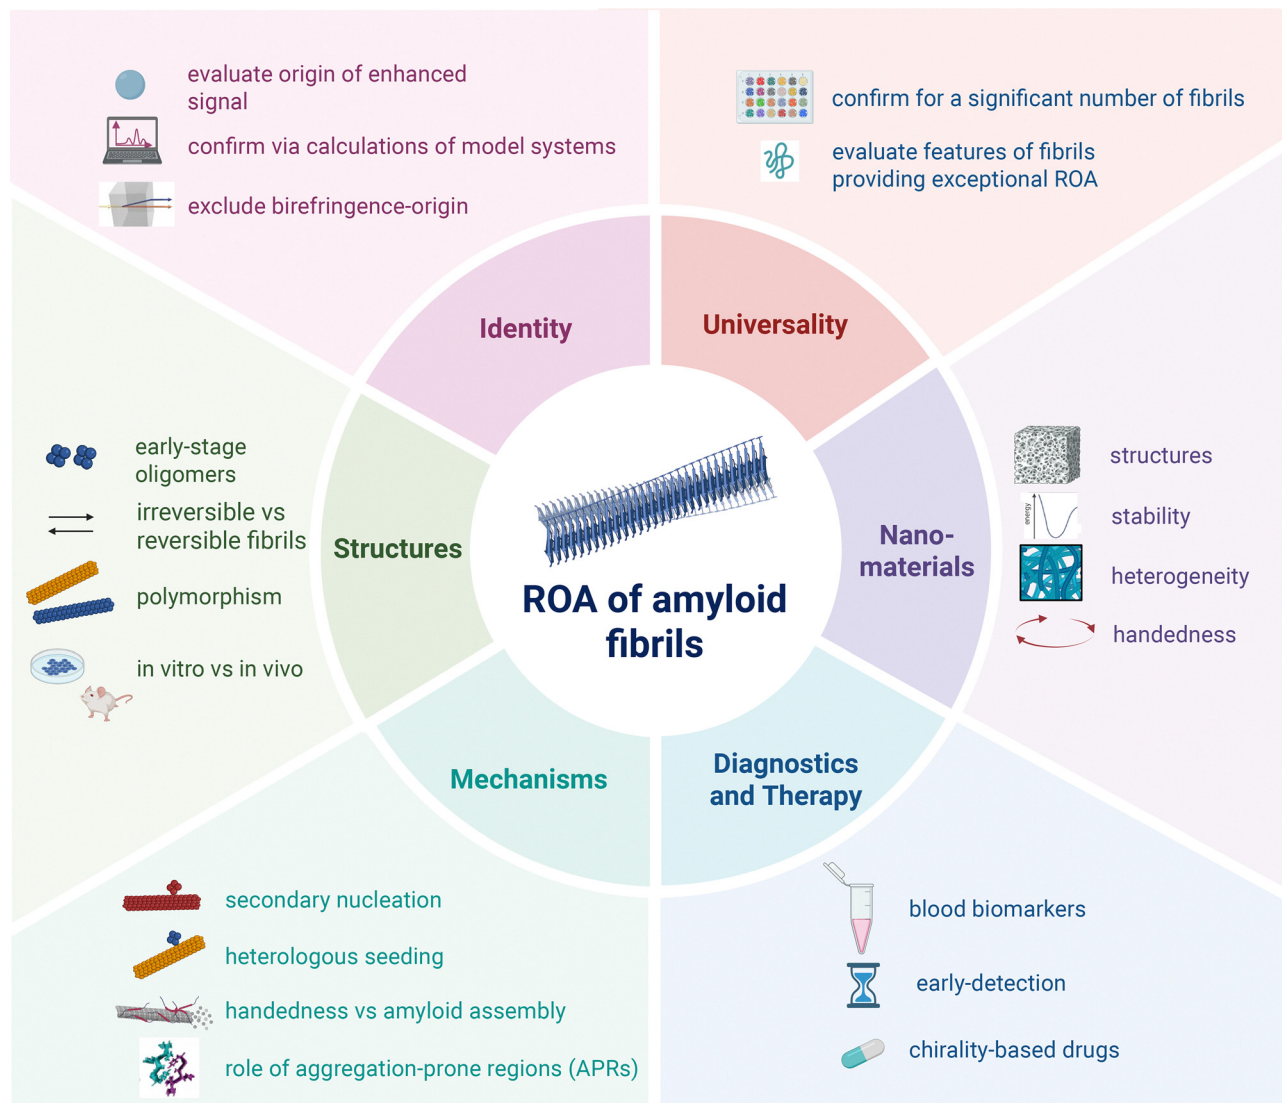 evaluate origin of enhanced
signal
confirm via calculations of model systems
exclude birefringence-origin
confirm for a significant number of fibrils
evaluate features of fibrils
providing exceptional ROA
Identity
Universality
early-stage
oligomers
irreversible vs
reversible fibrils
polymorphism
in vitro vs in vivo
Structures
ROA of amyloid
fibrils
Nano-
materials
structures
energy
stability
heterogeneity
handedness
Mechanisms
Diagnostics
and Therapy
secondary nucleation
heterologous seeding
handedness vs amyloid assembly
role of aggregation-prone regions (APRs)
blood biomarkers
early-detection
chirality-based drugs